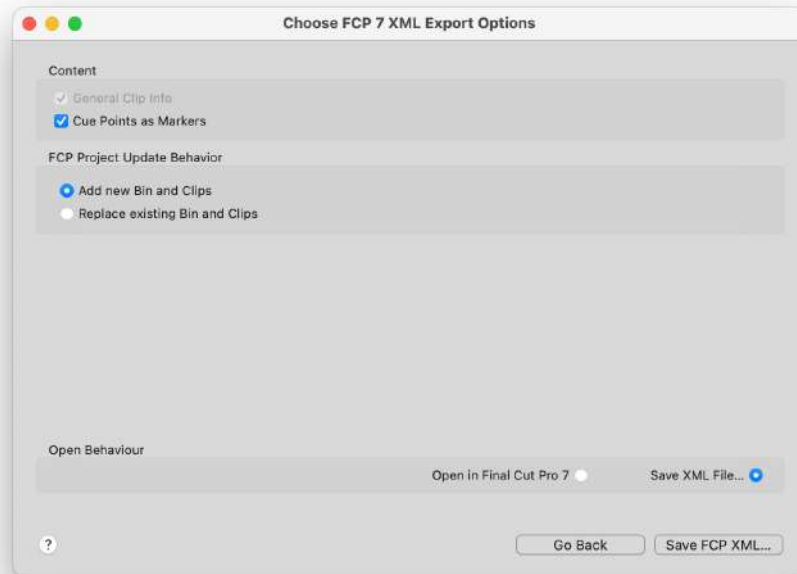 Choose FCP 7 XML Export Options
Content
General Clip Info
Cue Points as Markers
FCP Project Update Behavior
Add new Bin and Clips
Replace existing Bin and Clips
Open Behaviour
Open in Final Cut Pro 7 Save XML File...
? Go Back Save FCP XML...